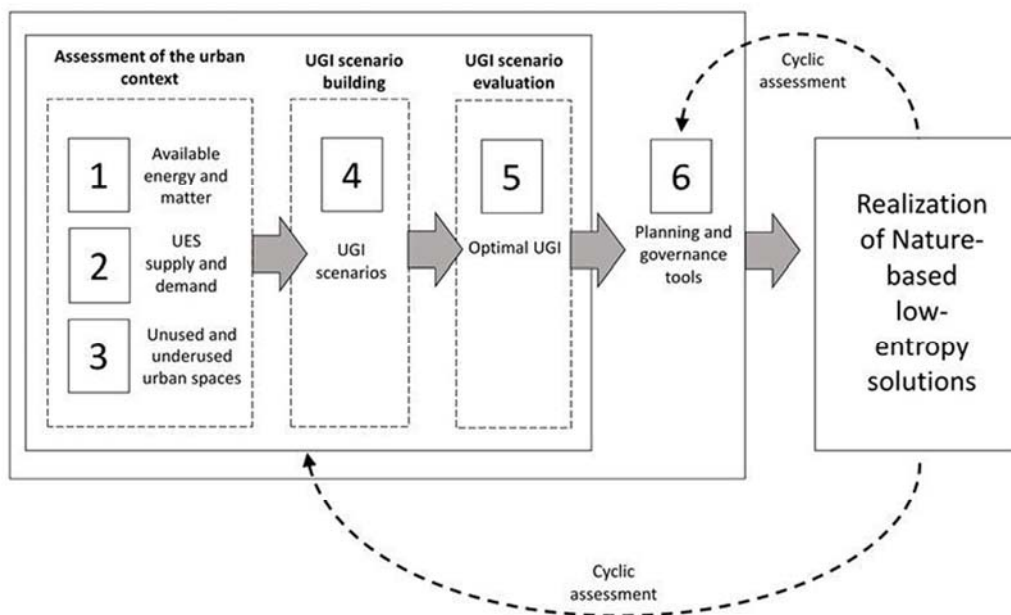 Assessment of the urban
context
1
Available
energy and
matter
2
UES
supply and
demand
3
Unused and
underused
urban spaces
UGI scenario
building
4
UGI
scenarios
UGI scenario
evaluation
5
Optimal UGI
6
Planning and
governance
tools
Cyclic
assessment
Realization
of Nature-
based
low-
entropy
solutions
Cyclic
assessment